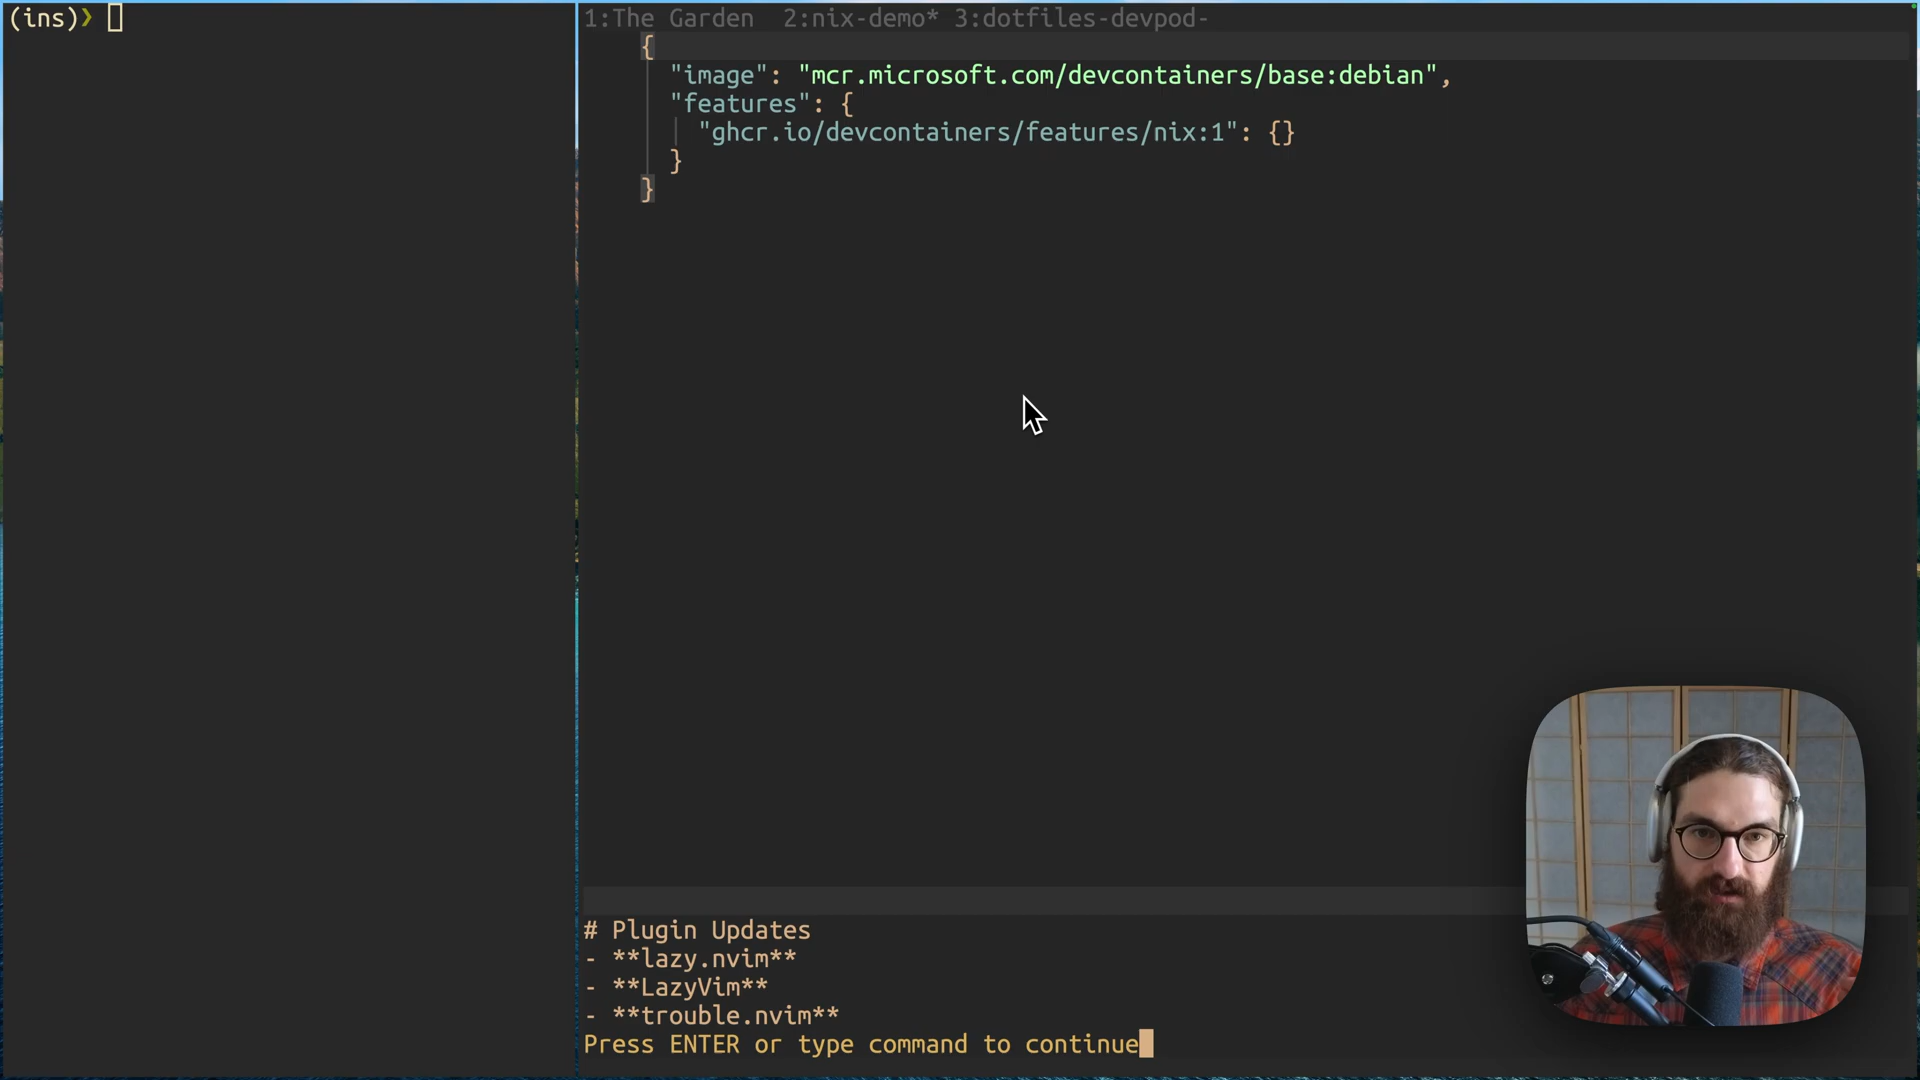 (ins)❯
1:The Garden  2:nix-demo* 3:dotfiles-devpod-
{
  "image": "mcr.microsoft.com/devcontainers/base:debian",
  "features": {
    "ghcr.io/devcontainers/features/nix:1": {}
  }
}
# Plugin Updates
- **lazy.nvim**
- **LazyVim**
- **trouble.nvim**
Press ENTER or type command to continue